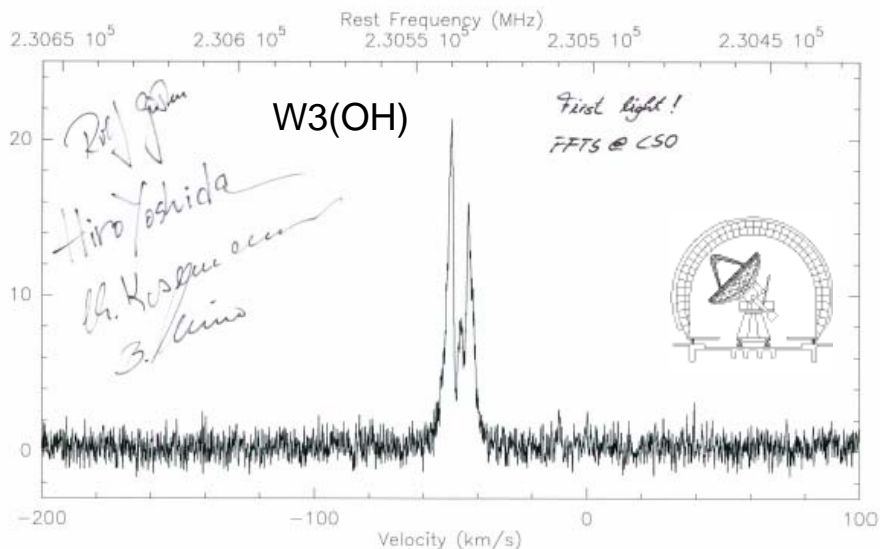 Rest Frequency (MHz)
2.3065 10⁵ 2.306 10⁵ 2.3055 10⁵ 2.305 10⁵ 2.3045 10⁵
W3(OH)
First light!
FFTS @ CSO
Hiro Yoshida
20
10
0
−200 −100 0 100
Velocity (km/s)